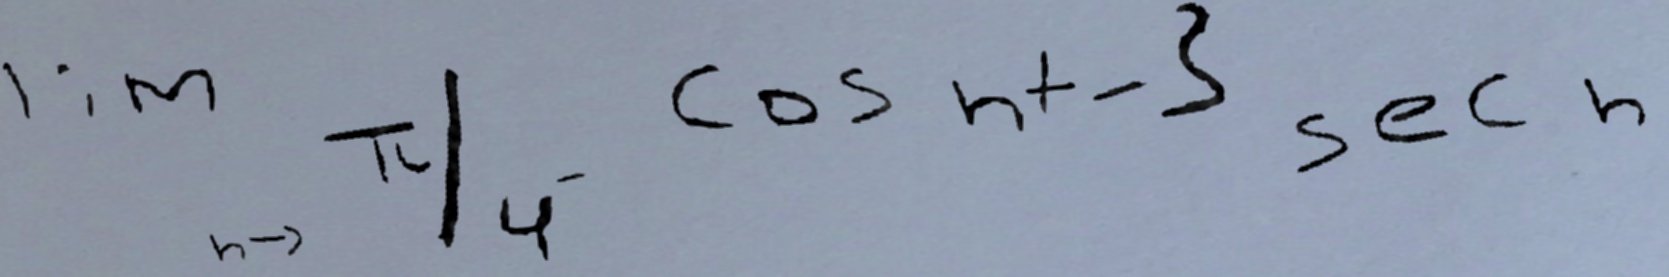 lim n→ π/4⁻ cos n+-3 sec n